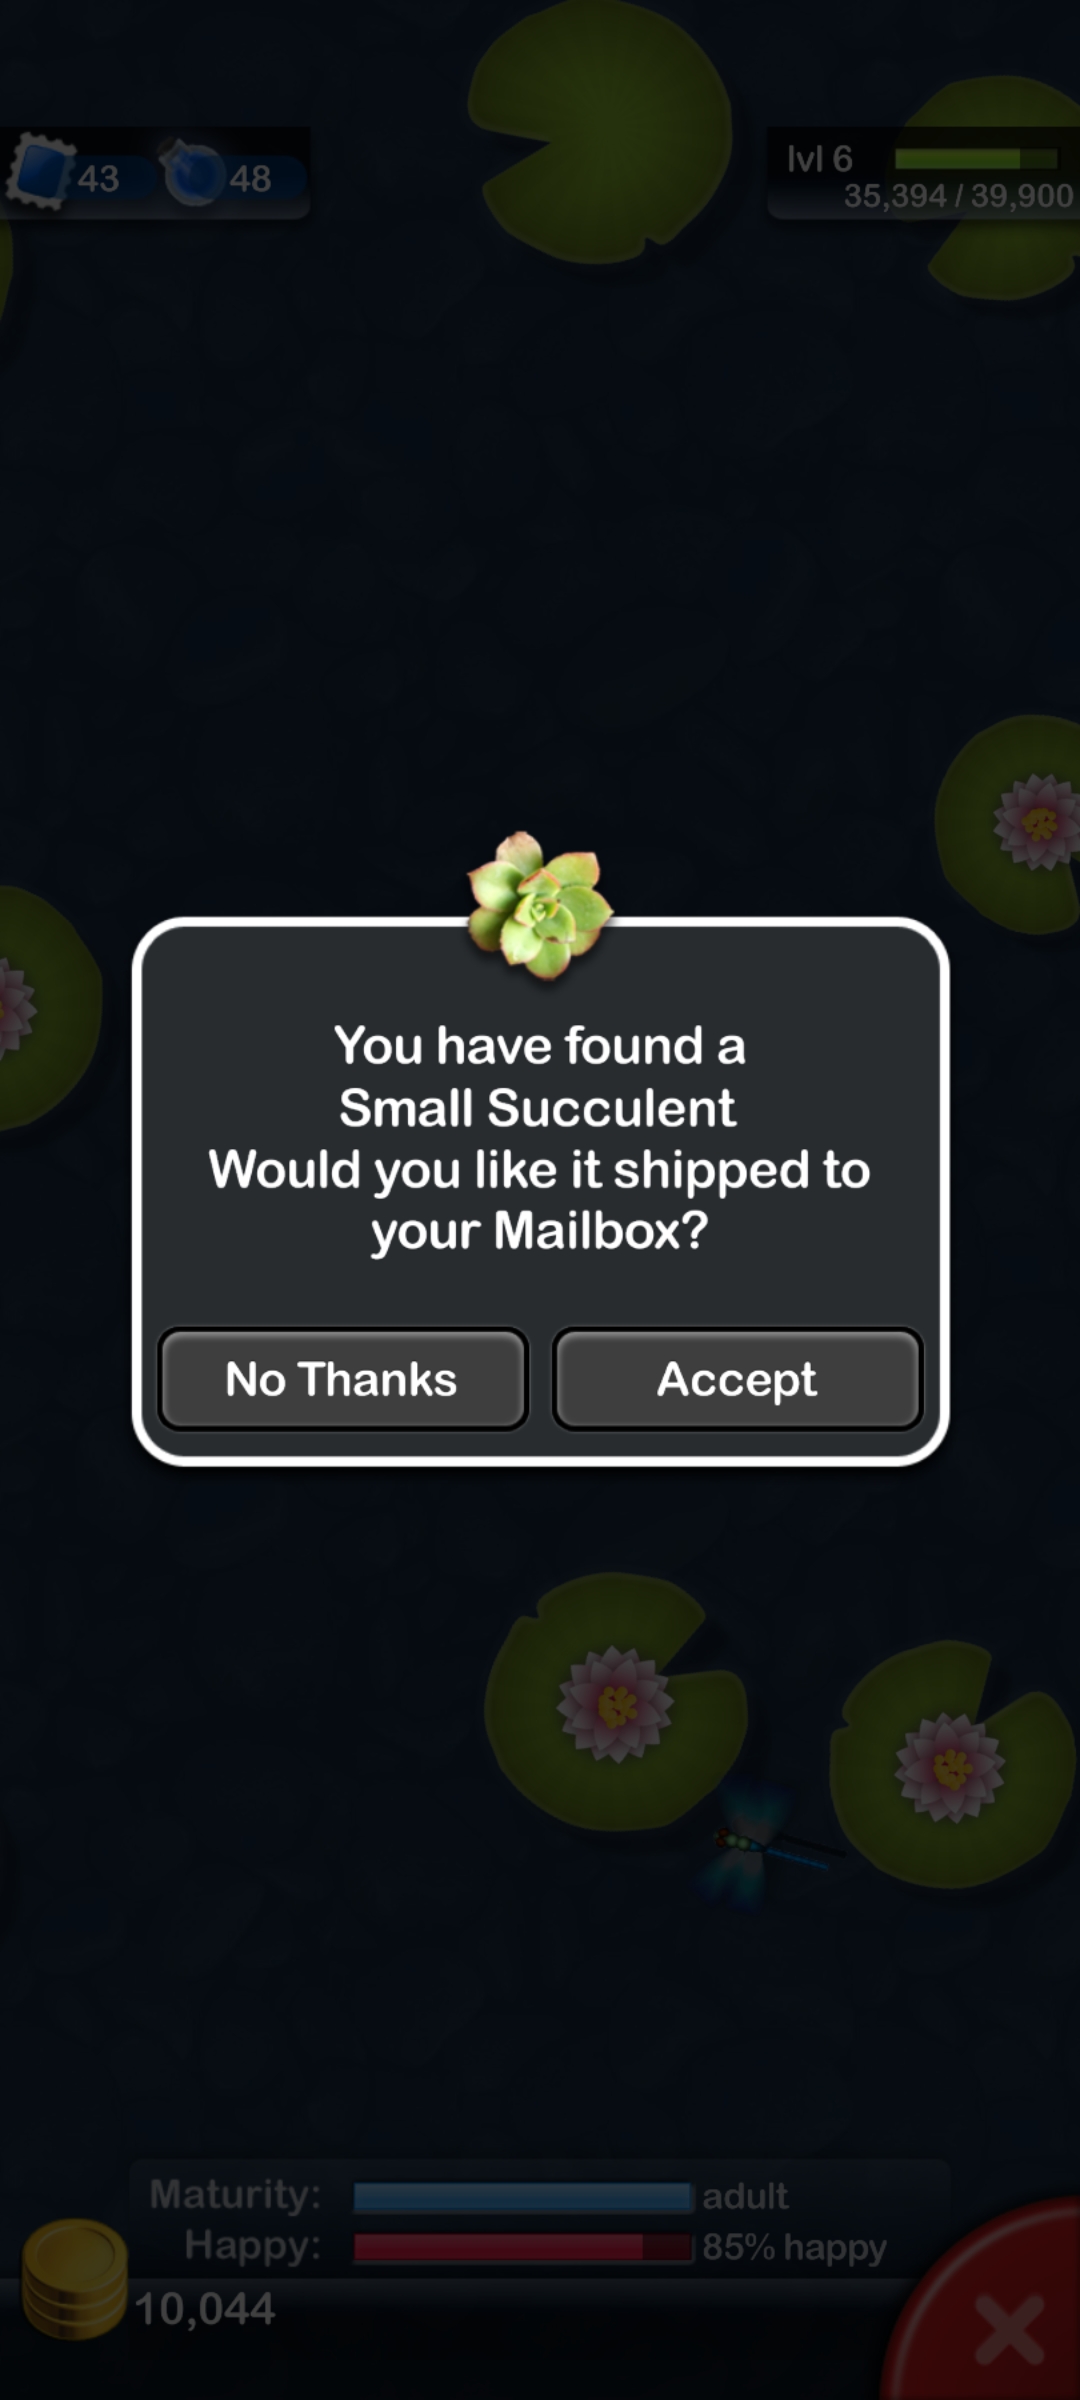 43
48
lvl 6
35,394 / 39,900
You have found a
Small Succulent
Would you like it shipped to
your Mailbox?
No Thanks
Accept
Maturity:
adult
Happy:
85% happy
10,044